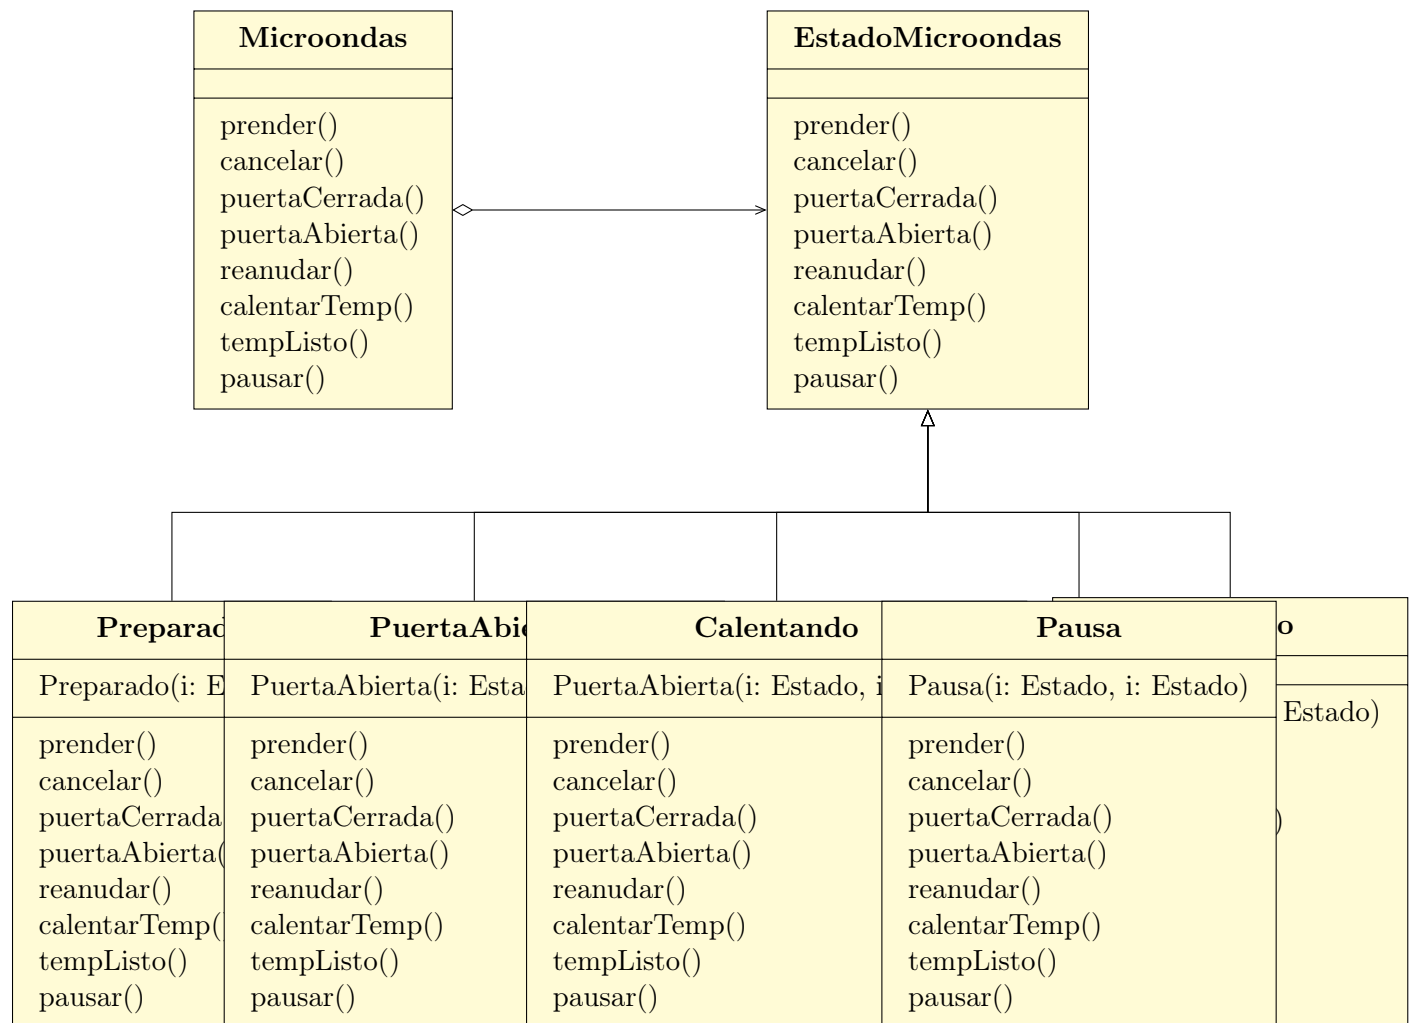 Microondas
prender()
cancelar()
puertaCerrada()
puertaAbierta()
reanudar()
calentarTemp()
tempListo()
pausar()
EstadoMicroondas
prender()
cancelar()
puertaCerrada()
puertaAbierta()
reanudar()
calentarTemp()
tempListo()
pausar()
Preparad
Preparado(i: E
prender()
cancelar()
puertaCerrada
puertaAbierta(
reanudar()
calentarTemp()
tempListo()
pausar()
PuertaAbie
PuertaAbierta(i: Esta
prender()
cancelar()
puertaCerrada()
puertaAbierta()
reanudar()
calentarTemp()
tempListo()
pausar()
Calentando
PuertaAbierta(i: Estado, i
prender()
cancelar()
puertaCerrada()
puertaAbierta()
reanudar()
calentarTemp()
tempListo()
pausar()
Pausa
Pausa(i: Estado, i: Estado)
prender()
cancelar()
puertaCerrada()
puertaAbierta()
reanudar()
calentarTemp()
tempListo()
pausar()
o
Estado)
)